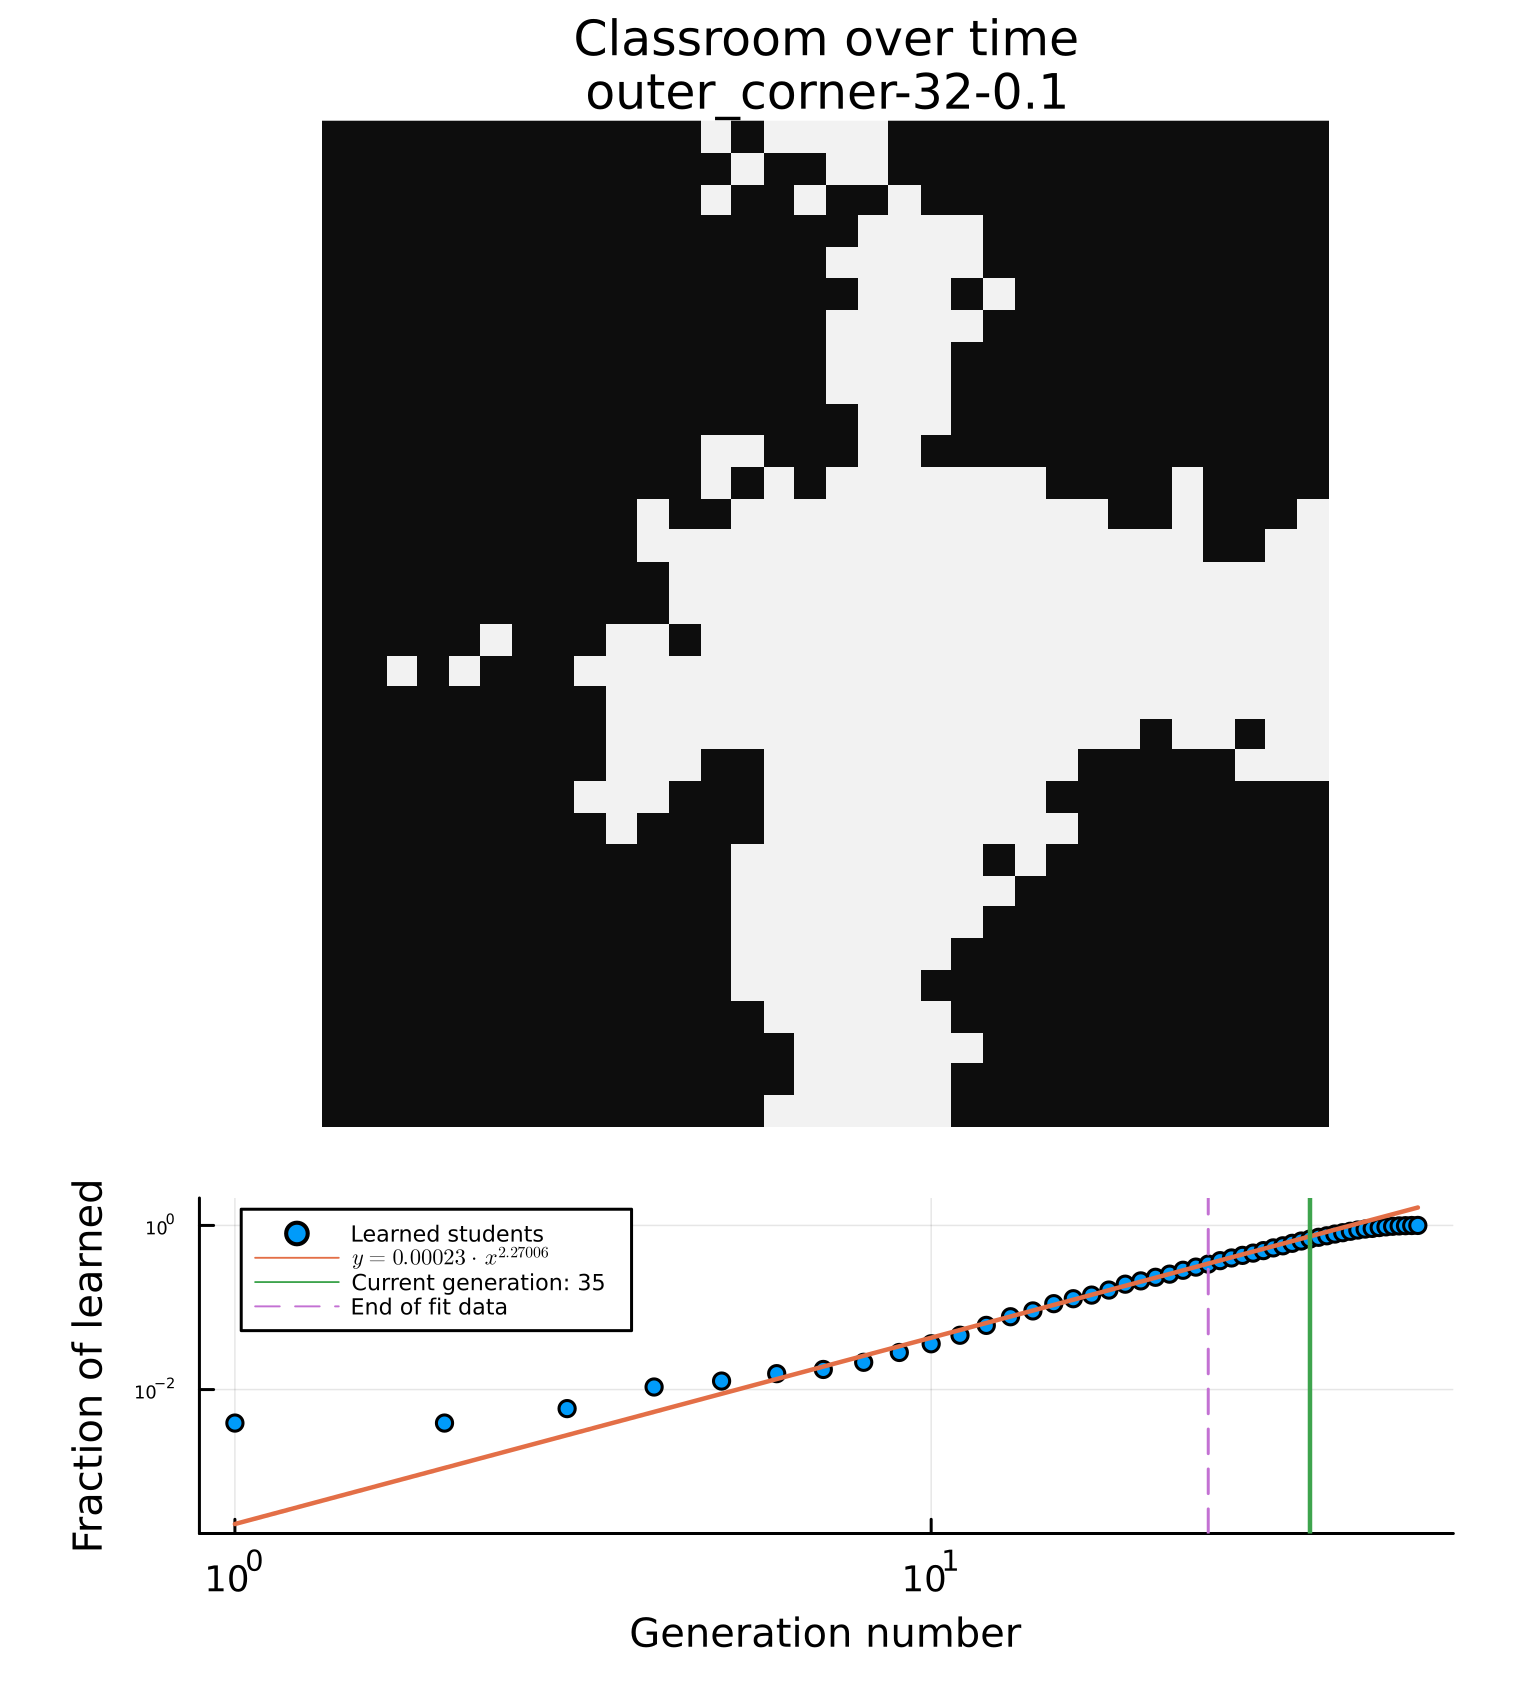 Classroom over time
outer_corner-32-0.1
Fraction of learned
10^0
10^-2
Learned students
y = 0.00023 · x^2.27006
Current generation: 35
End of fit data
10^0
10^1
Generation number